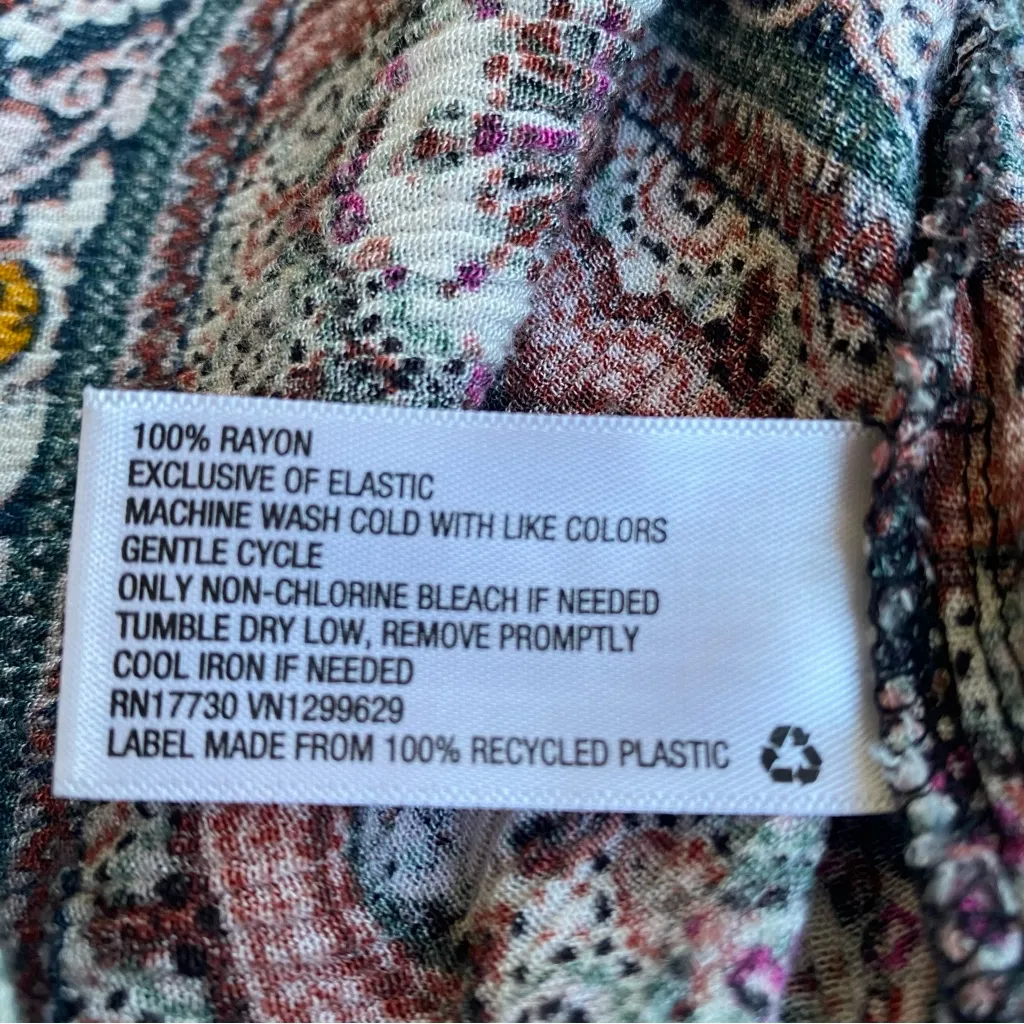 100% RAYON
EXCLUSIVE OF ELASTIC
MACHINE WASH COLD WITH LIKE COLORS
GENTLE CYCLE
ONLY NON-CHLORINE BLEACH IF NEEDED
TUMBLE DRY LOW, REMOVE PROMPTLY
COOL IRON IF NEEDED
RN17730 VN1299629
LABEL MADE FROM 100% RECYCLED PLASTIC